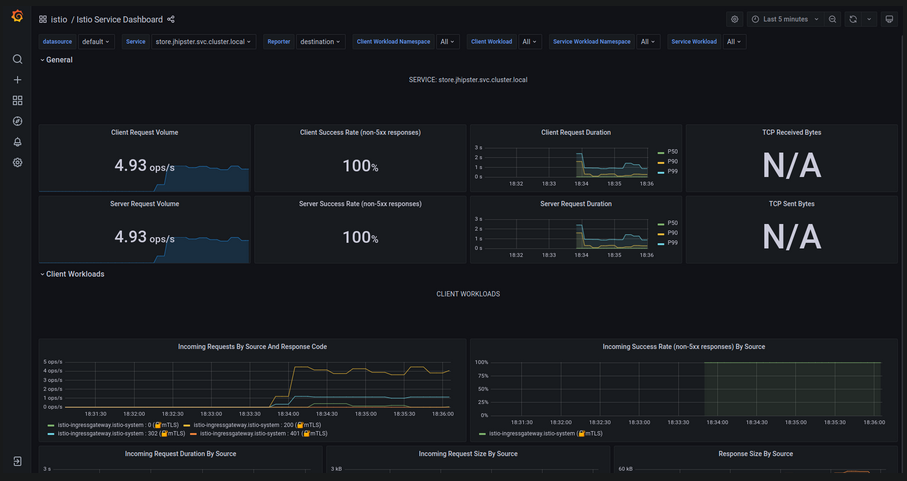 istio / Istio Service Dashboard
Last 5 minutes
datasource default Service store.jhipster.svc.cluster.local Reporter destination Client Workload Namespace All Client Workload All Service Workload Namespace All Service Workload All
General
SERVICE: store.jhipster.svc.cluster.local
Client Request Volume
4.93 ops/s
Client Success Rate (non-5xx responses)
100%
Client Request Duration
3 s
2 s
1 s
0 s
18:32 18:33 18:34 18:35 18:36
P50
P90
P99
TCP Received Bytes
N/A
Server Request Volume
4.93 ops/s
Server Success Rate (non-5xx responses)
100%
Server Request Duration
3 s
2 s
1 s
0 s
18:32 18:33 18:34 18:35 18:36
P50
P90
P99
TCP Sent Bytes
N/A
Client Workloads
CLIENT WORKLOADS
Incoming Requests By Source And Response Code
5 ops/s
4 ops/s
3 ops/s
2 ops/s
1 ops/s
0 ops/s
18:31:30 18:32:00 18:32:30 18:33:00 18:33:30 18:34:00 18:34:30 18:35:00 18:35:30 18:36:00
istio-ingressgateway.istio-system : 0 (🔐mTLS) istio-ingressgateway.istio-system : 200 (🔐mTLS)
istio-ingressgateway.istio-system : 302 (🔐mTLS) istio-ingressgateway.istio-system : 401 (🔐mTLS)
Incoming Success Rate (non-5xx responses) By Source
100%
75%
50%
25%
0%
18:31:30 18:32:00 18:32:30 18:33:00 18:33:30 18:34:00 18:34:30 18:35:00 18:35:30 18:36:00
istio-ingressgateway.istio-system (🔐mTLS)
Incoming Request Duration By Source
3 s
Incoming Request Size By Source
3 kB
Response Size By Source
60 kB